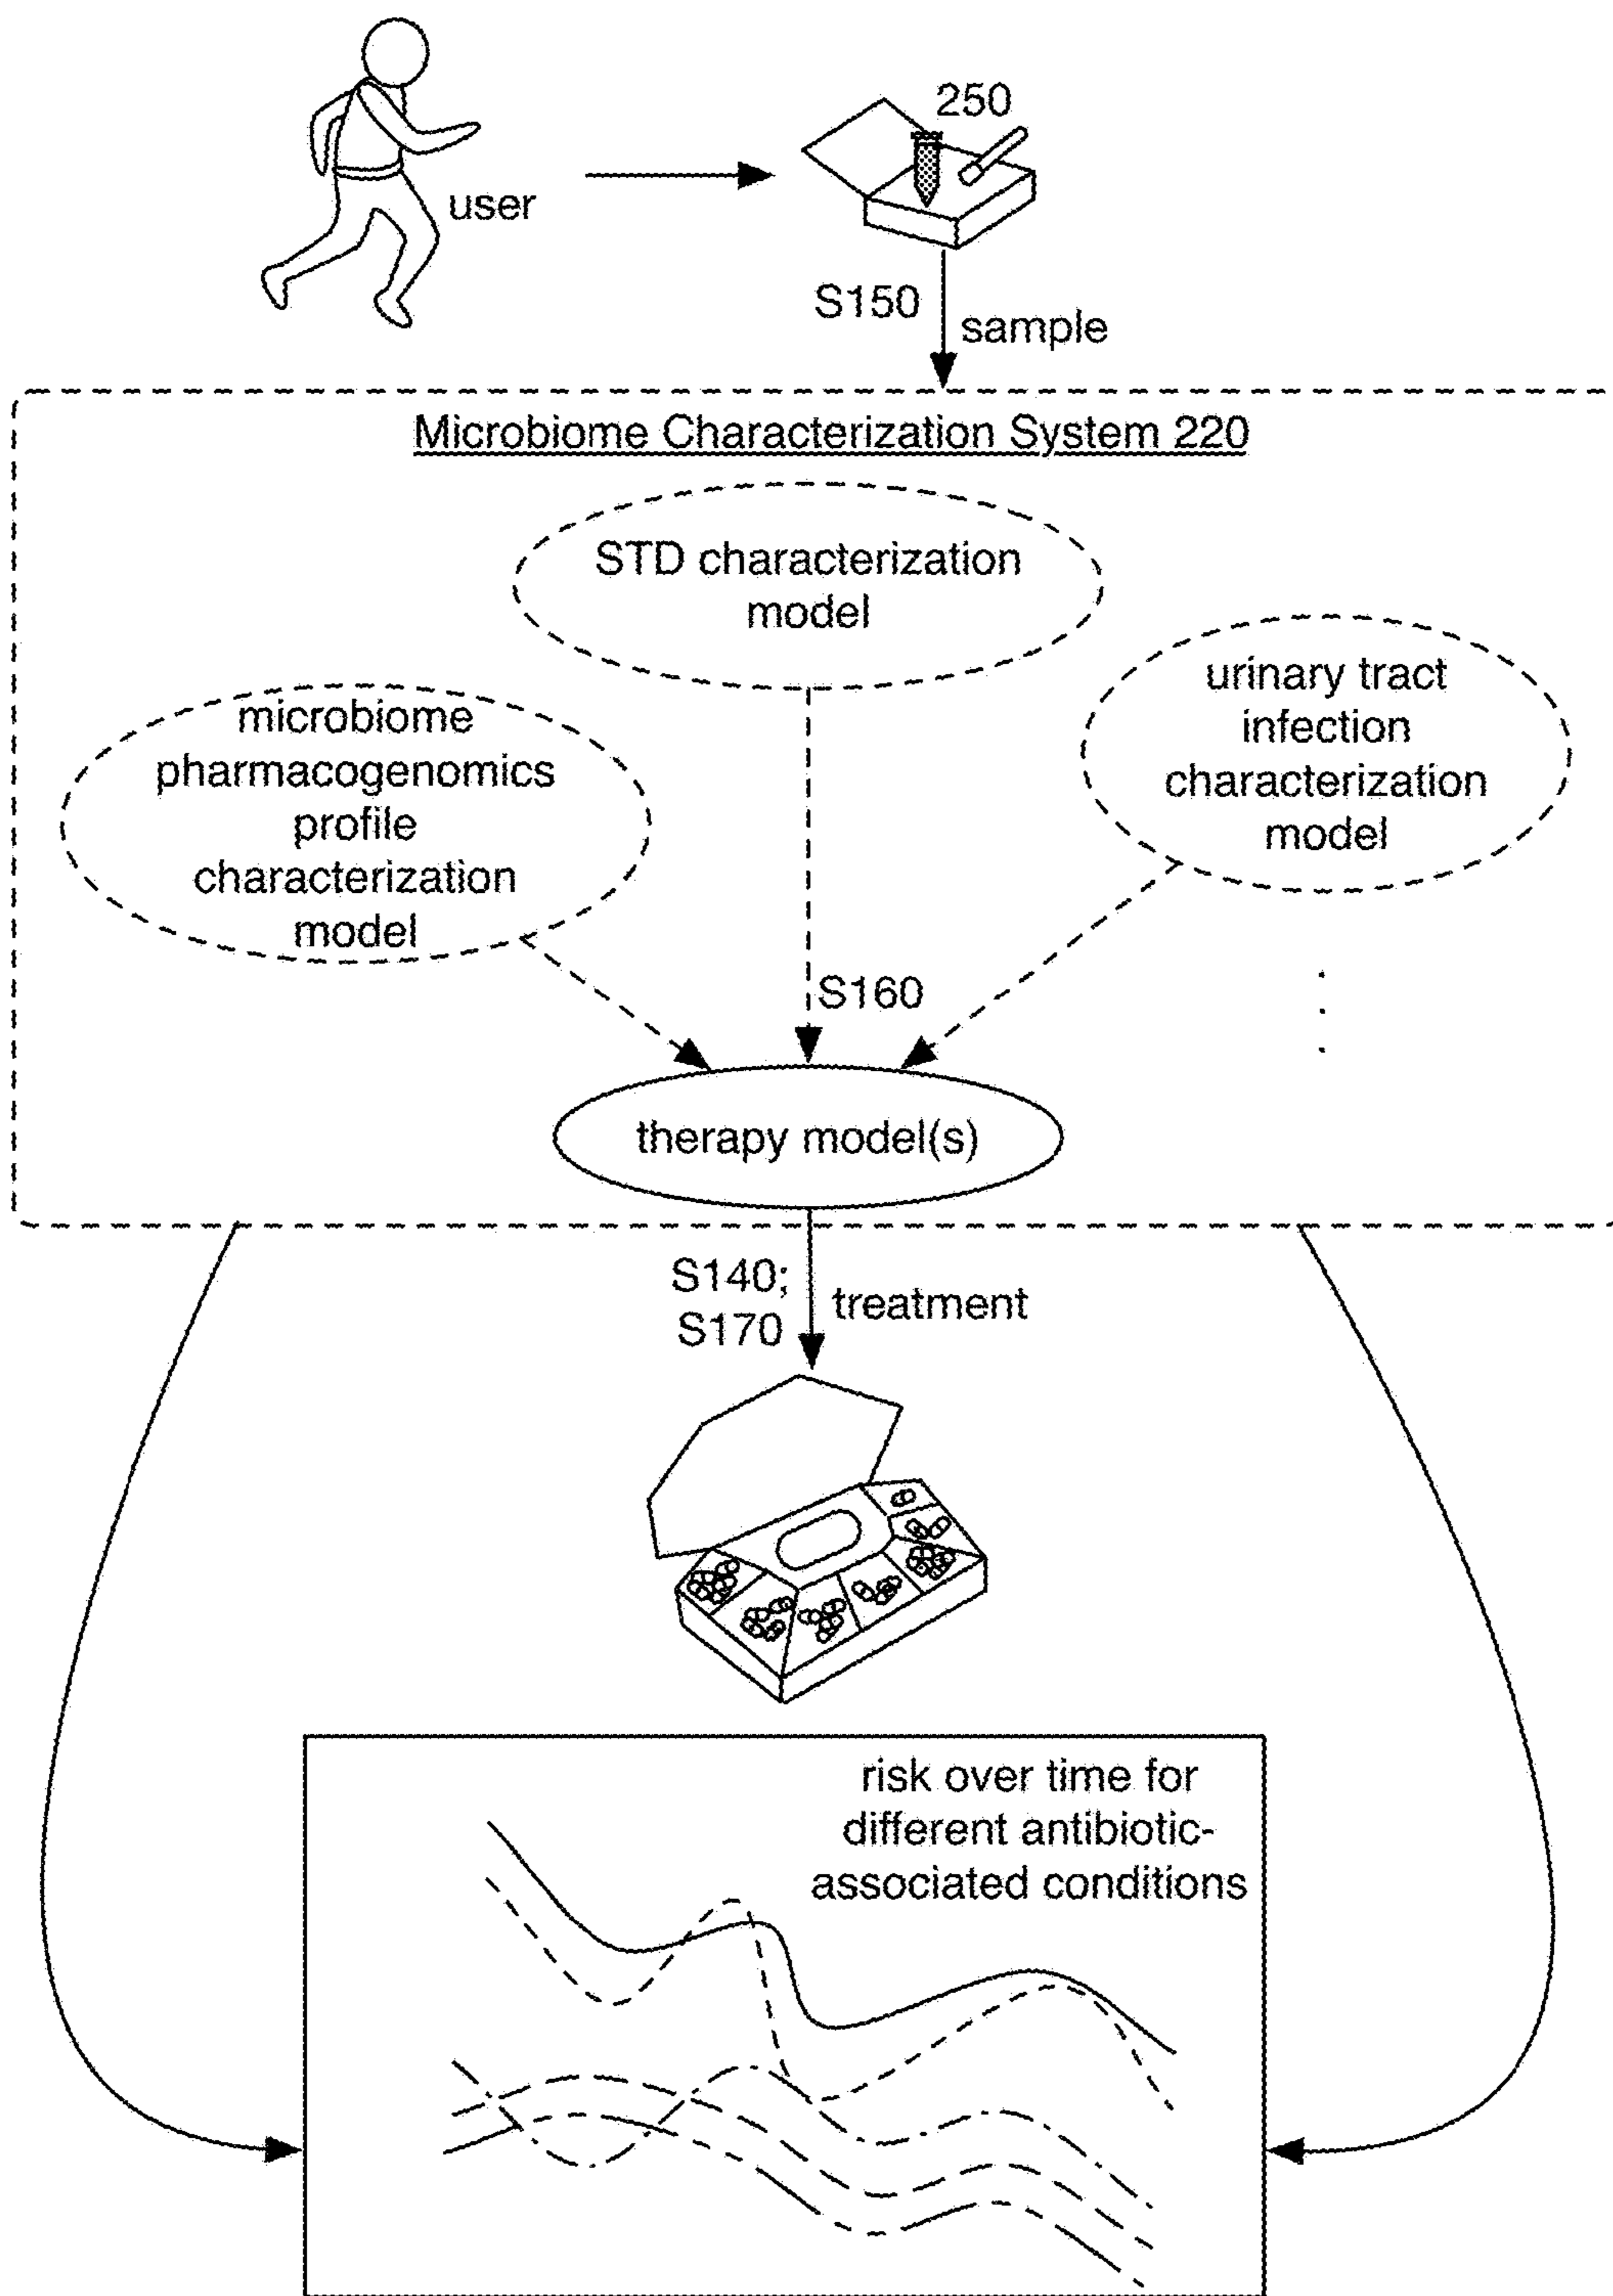 250
user
S150
sample
Microbiome Characterization System 220
STD characterization
model
urinary tract
infection
characterization
model
microbiome
pharmacogenomics
profile
characterization
model
S160
therapy model(s)
S140;
S170
treatment
risk over time for
different antibiotic-
associated conditions